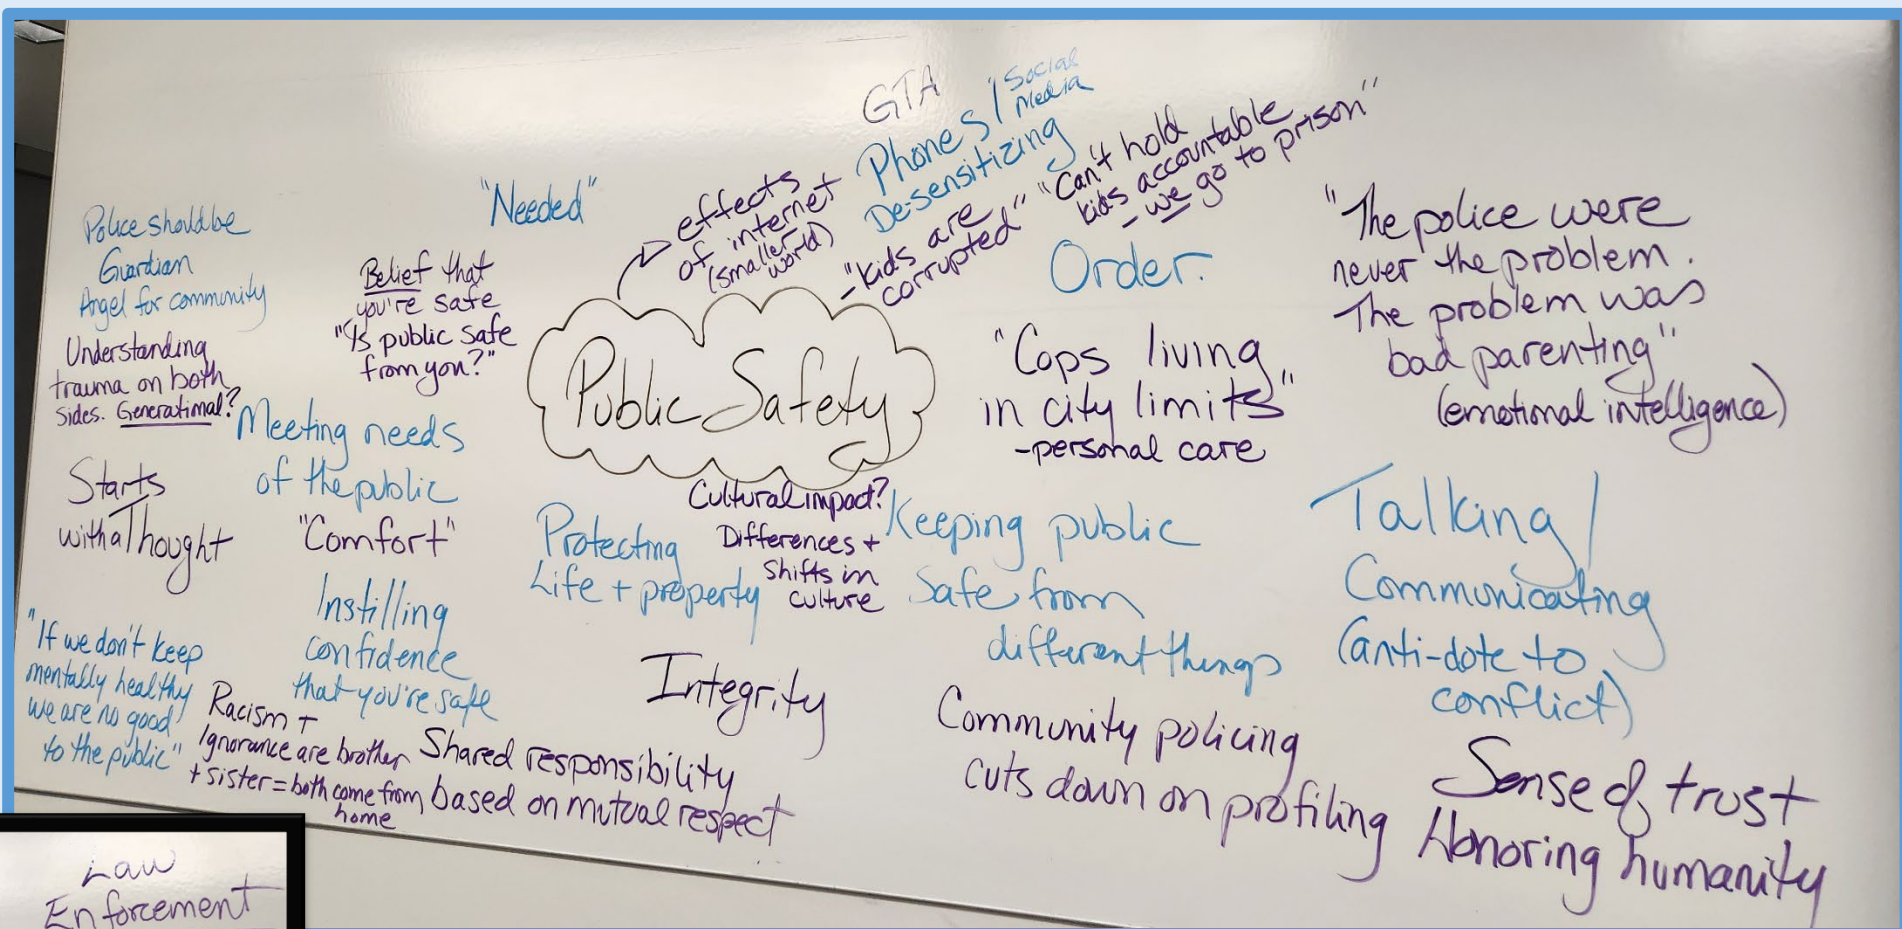 GTA
Phones / Social
Media
De-sensitizing
effects
of internet
(smaller
world)
- "kids are
corrupted"
"Can't hold
kids accountable
- we go to prison"
"Needed"
Police should be
Guardian
Angel for community
Belief that
you're safe
"Is public safe
from you?"
Understanding
trauma on both
sides. Generational?
Public Safety
Order.
"The police were
never the problem.
The problem was
bad parenting"
(emotional intelligence)
"Cops living
in city limits"
- personal care
Meeting needs
of the public
Starts
with a Thought
"Comfort"
Cultural impact?
Differences +
Shifts in
culture
Protecting
Life + property
Keeping public
Safe from
different things
Talking /
Communicating
(anti-dote to
conflict)
Instilling
confidence
that you're safe
"If we don't keep
mentally healthy
we are no good
to the public"
Racism +
Ignorance are brother
+ sister = both come from
home
Integrity
Shared responsibility
based on mutual respect
Community policing
cuts down on profiling
Sense of trust
Honoring humanity
Law
Enforcement